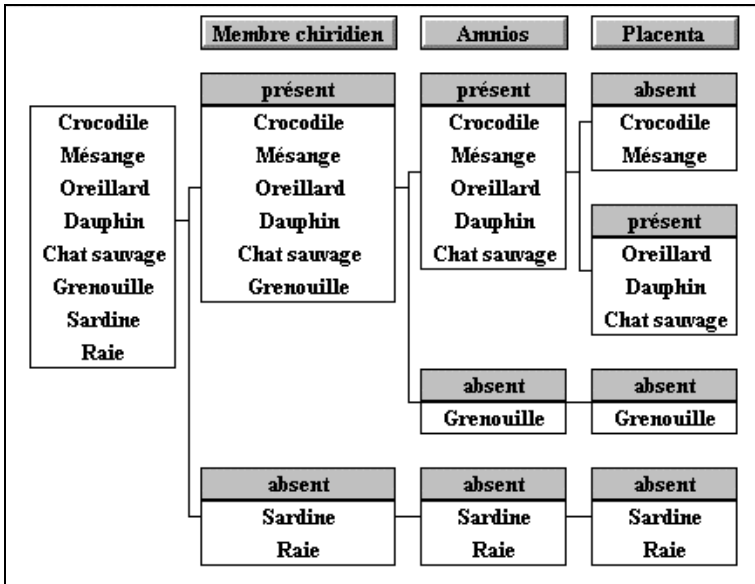 Membre chiridien
Amnios
Placenta
Crocodile
Mésange
Oreillard
Dauphin
Chat sauvage
Grenouille
Sardine
Raie
présent
Crocodile
Mésange
Oreillard
Dauphin
Chat sauvage
Grenouille
absent
Sardine
Raie
présent
Crocodile
Mésange
Oreillard
Dauphin
Chat sauvage
absent
Grenouille
absent
Sardine
Raie
absent
Crocodile
Mésange
présent
Oreillard
Dauphin
Chat sauvage
absent
Grenouille
absent
Sardine
Raie